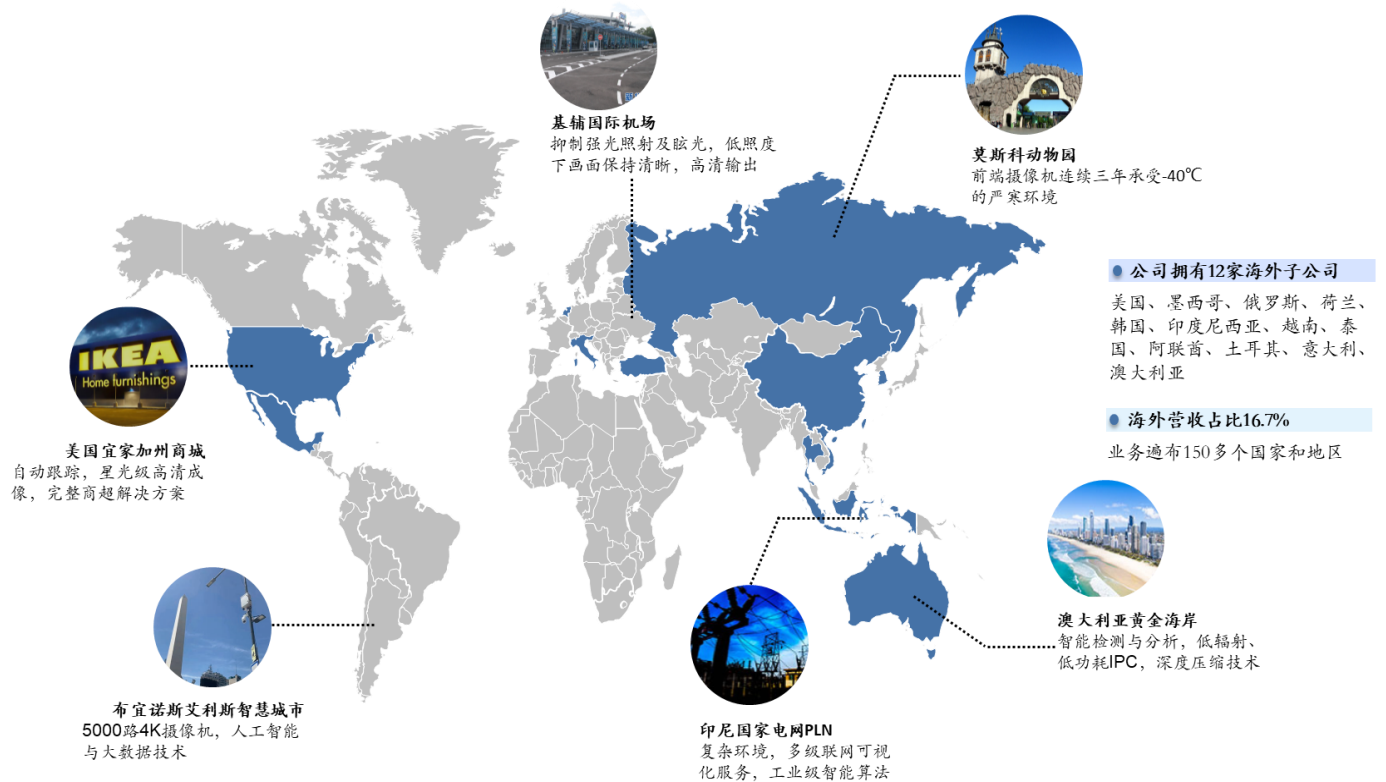 基辅国际机场
抑制强光照射及眩光，低照度
下画面保持清晰，高清输出
莫斯科动物园
前端摄像机连续三年承受-40℃
的严寒环境
公司拥有12家海外子公司
美国、墨西哥、俄罗斯、荷兰、
韩国、印度尼西亚、越南、泰
国、阿联酋、土耳其、意大利、
澳大利亚
海外营收占比16.7%
业务遍布150多个国家和地区
IKEA
Home furnishings
美国宜家加州商城
自动跟踪，星光级高清成
像，完整商超解决方案
澳大利亚黄金海岸
智能检测与分析，低辐射、
低功耗IPC，深度压缩技术
布宜诺斯艾利斯智慧城市
5000路4K摄像机，人工智能
与大数据技术
印尼国家电网PLN
复杂环境，多级联网可视
化服务，工业级智能算法